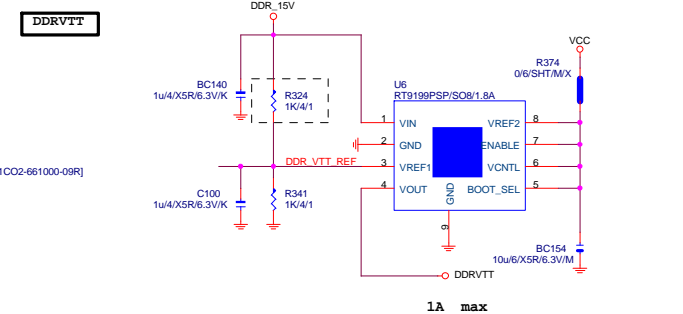 DDRVTT
DDR_15V
VCC
R374
0/6/SHT/M/X
BC140
1u/4/X5R/6.3V/K
R324
1K/4/1
U6
RT9199PSP/SO8/1.8A
1
VIN
VREF2
8
2
GND
ENABLE
7
DDR_VTT_REF
3
VREF1
VCNTL
6
1CO2-661000-09R]
4
VOUT
BOOT_SEL
5
GND
9
C100
1u/4/X5R/6.3V/K
R341
1K/4/1
BC154
10u/6/X5R/6.3V/M
DDRVTT
1A max